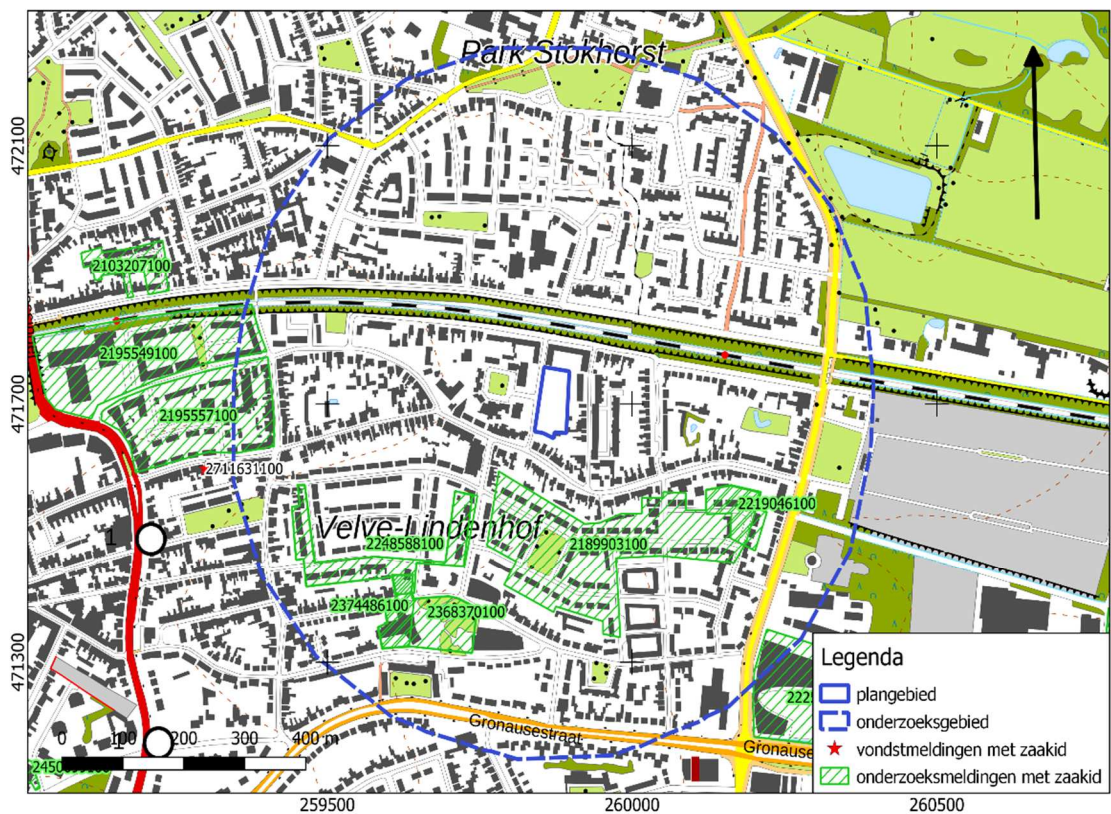 Park Stokhorst
472100
2103207100
2195549100
471700
2195557100
2711631100
2219046100
Velve-Lindenhof
1
2248588100
2189903100
2374486100
2368370100
471300
Legenda
plangebied
222
Gronausestraat
onderzoeksgebied
Gronause
0 100 200 300 400 m
vondstmeldingen met zaakid
2450
onderzoeksmeldingen met zaakid
259500 260000 260500